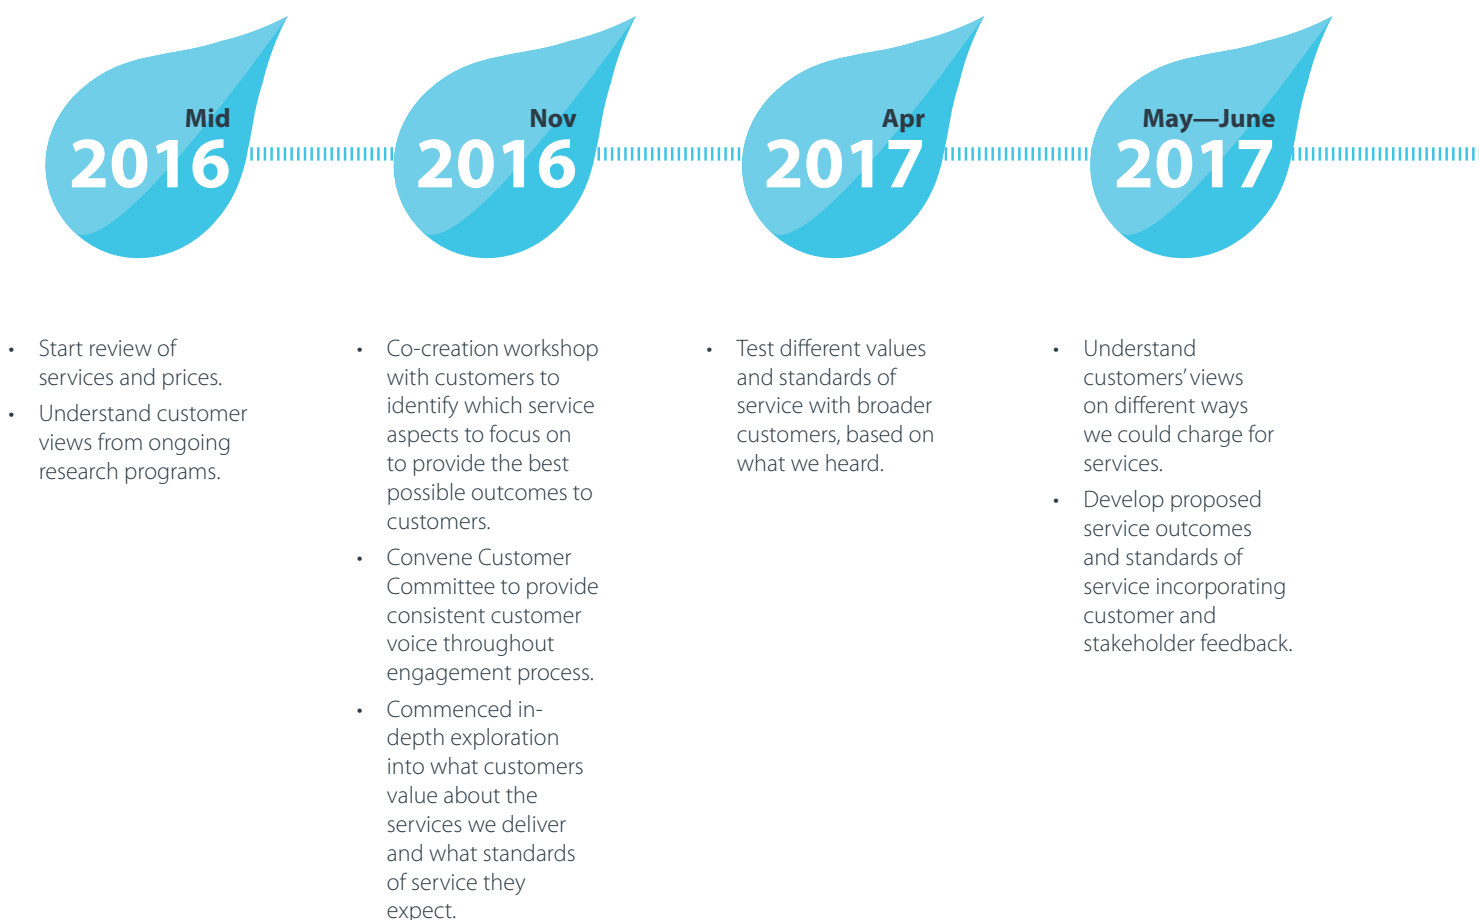 Mid
2016
Nov
2016
Apr
2017
May—June
2017
• Start review of
services and prices.
• Understand customer
views from ongoing
research programs.
• Co-creation workshop
with customers to
identify which service
aspects to focus on
to provide the best
possible outcomes to
customers.
• Convene Customer
Committee to provide
consistent customer
voice throughout
engagement process.
• Commenced in-
depth exploration
into what customers
value about the
services we deliver
and what standards
of service they
expect.
• Test different values
and standards of
service with broader
customers, based on
what we heard.
• Understand
customers’ views
on different ways
we could charge for
services.
• Develop proposed
service outcomes
and standards of
service incorporating
customer and
stakeholder feedback.